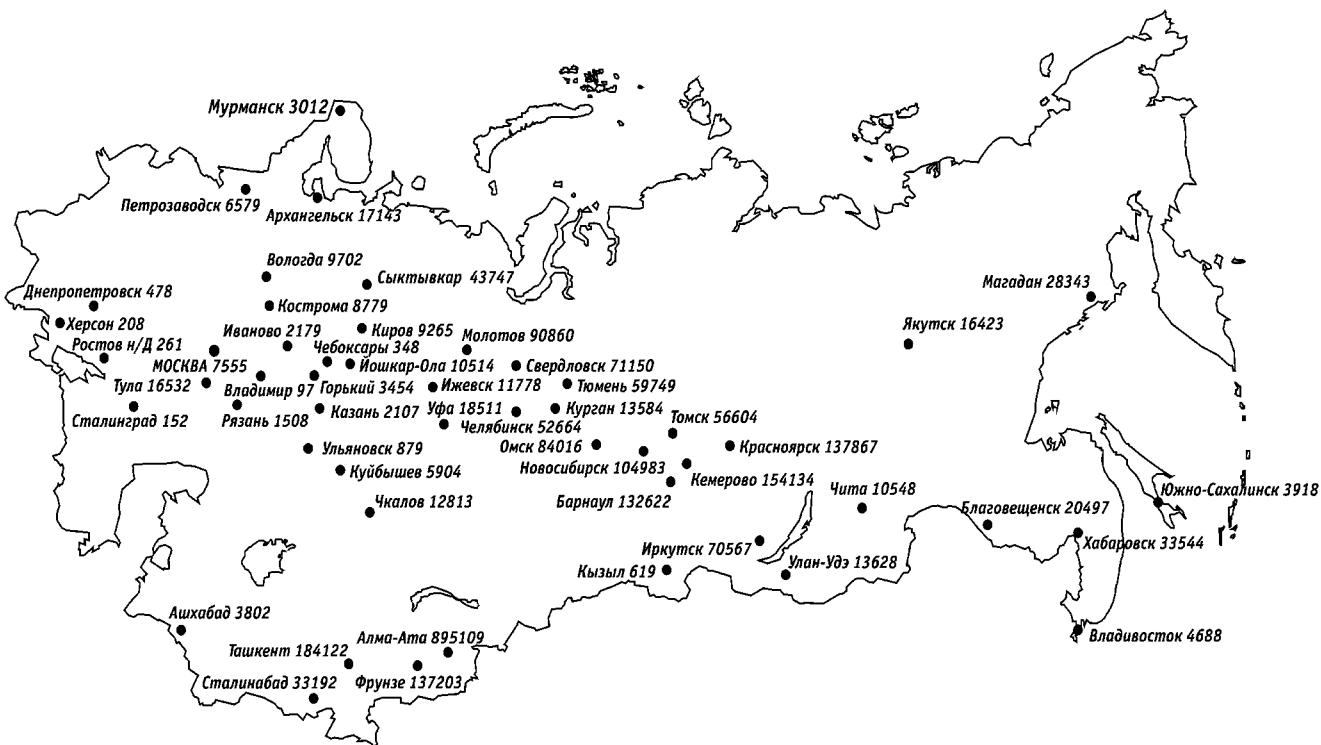 Мурманск 3012
Петрозаводск 6579
Архангельск 17143
Вологда 9702
Сыктывкар 43747
Магадан 28343
Днепропетровск 478
Кострома 8779
Херсон 208
Иваново 2179
Киров 9265
Якутск 16423
Молотов 90860
Ростов н/Д 261
Чебоксары 348
МОСКВА 7555
Йошкар-Ола 10514
Свердловск 71150
Тула 16532
Владимир 97
Горький 3454
Ижевск 11778
Тюмень 59749
Сталинград 152
Рязань 1508
Казань 2107
Уфа 18511
Курган 13584
Челябинск 52664
Томск 56604
Ульяновск 879
Омск 84016
Красноярск 137867
Новосибирск 104983
Куйбышев 5904
Кемерово 154134
Чита 10548
Южно-Сахалинск 3918
Чкалов 12813
Барнаул 132622
Благовещенск 20497
Хабаровск 33544
Иркутск 70567
Улан-Удэ 13628
Кызыл 619
Ашхабад 3802
Алма-Ата 895109
Владивосток 4688
Ташкент 184122
Сталинабад 33192
Фрунзе 137203